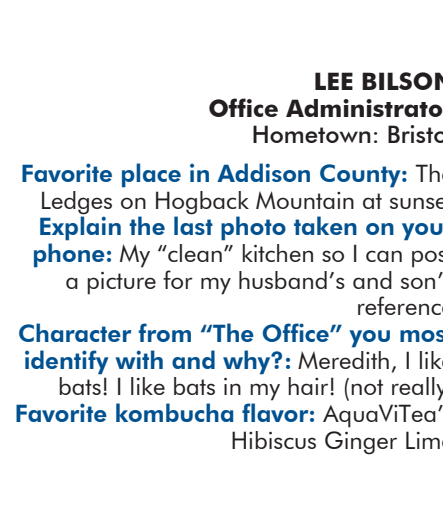 LEE BILSON
Office Administrato
Hometown: Bristo
Favorite place in Addison County: The
Ledges on Hogback Mountain at sunse
Explain the last photo taken on you
phone: My “clean” kitchen so I can pos
a picture for my husband’s and son’
referenc
Character from “The Office” you mos
identify with and why?: Meredith, I lik
bats! I like bats in my hair! (not really
Favorite kombucha flavor: AquaViTea’
Hibiscus Ginger Lim